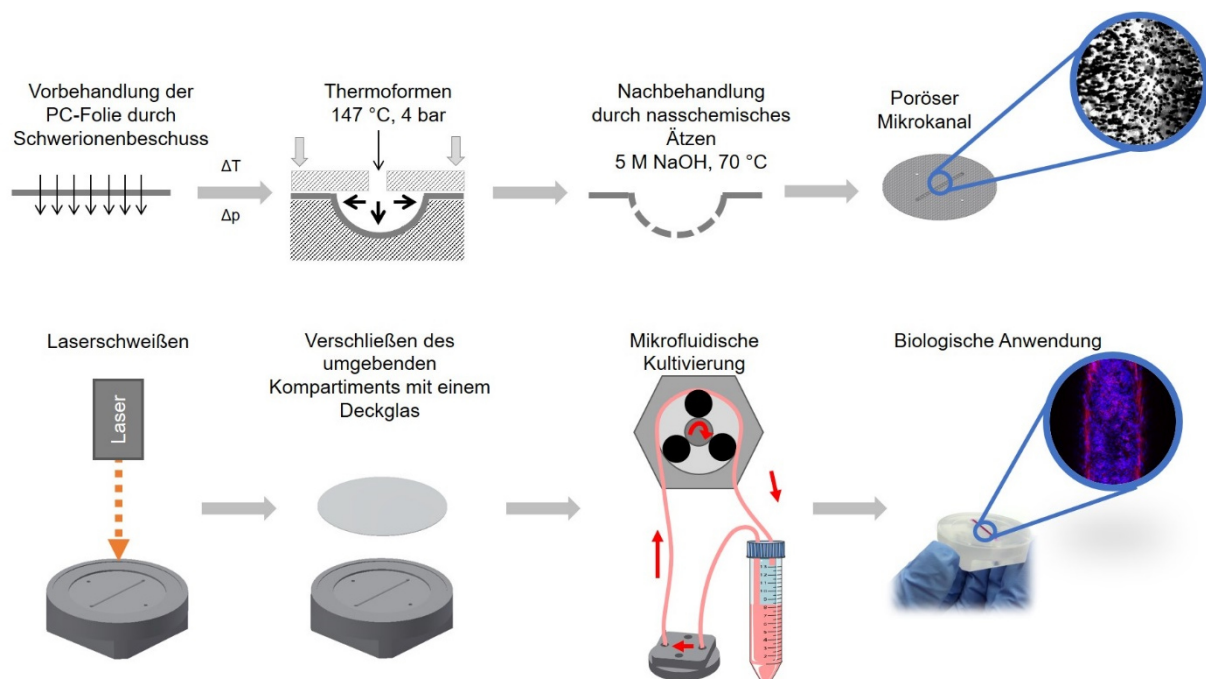 Vorbehandlung der
PC-Folie durch
Schwerionenbeschuss
ΔT
Δp
Thermoformen
147 °C, 4 bar
Nachbehandlung
durch nasschemisches
Ätzen
5 M NaOH, 70 °C
Poröser
Mikrokanal
Laserschweißen
Laser
Verschließen des
umgebenden
Kompartiments mit einem
Deckglas
Mikrofluidische
Kultivierung
Biologische Anwendung